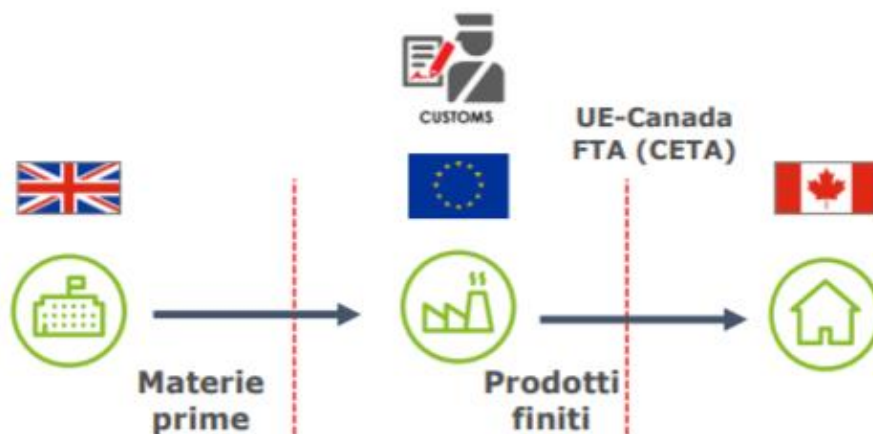 CUSTOMS
UE-Canada
FTA (CETA)
Materie
prime
Prodotti
finiti